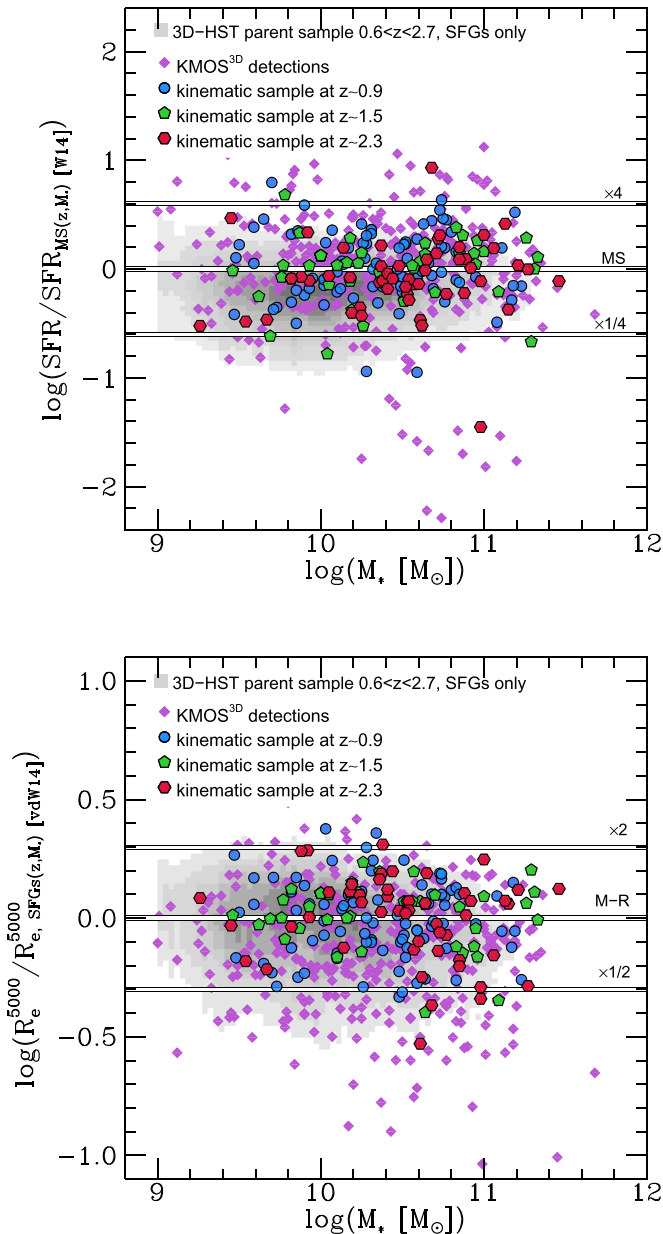 3D-HST parent sample 0.6<z<2.7, SFGs only
KMOS³ᴰ detections
kinematic sample at z~0.9
kinematic sample at z~1.5
kinematic sample at z~2.3
×4
MS
×1/4
2
1
0
-1
-2
log(SFR/SFR_MS(z,M*) [W14])
9 10 11 12
log(M* [M⊙])
3D-HST parent sample 0.6<z<2.7, SFGs only
KMOS³ᴰ detections
kinematic sample at z~0.9
kinematic sample at z~1.5
kinematic sample at z~2.3
×2
M-R
×1/2
1.0
0.5
0.0
-0.5
-1.0
log(R_e^5000/R_e, SFGs(z,M*) [vdW14]^5000)
9 10 11 12
log(M* [M⊙])